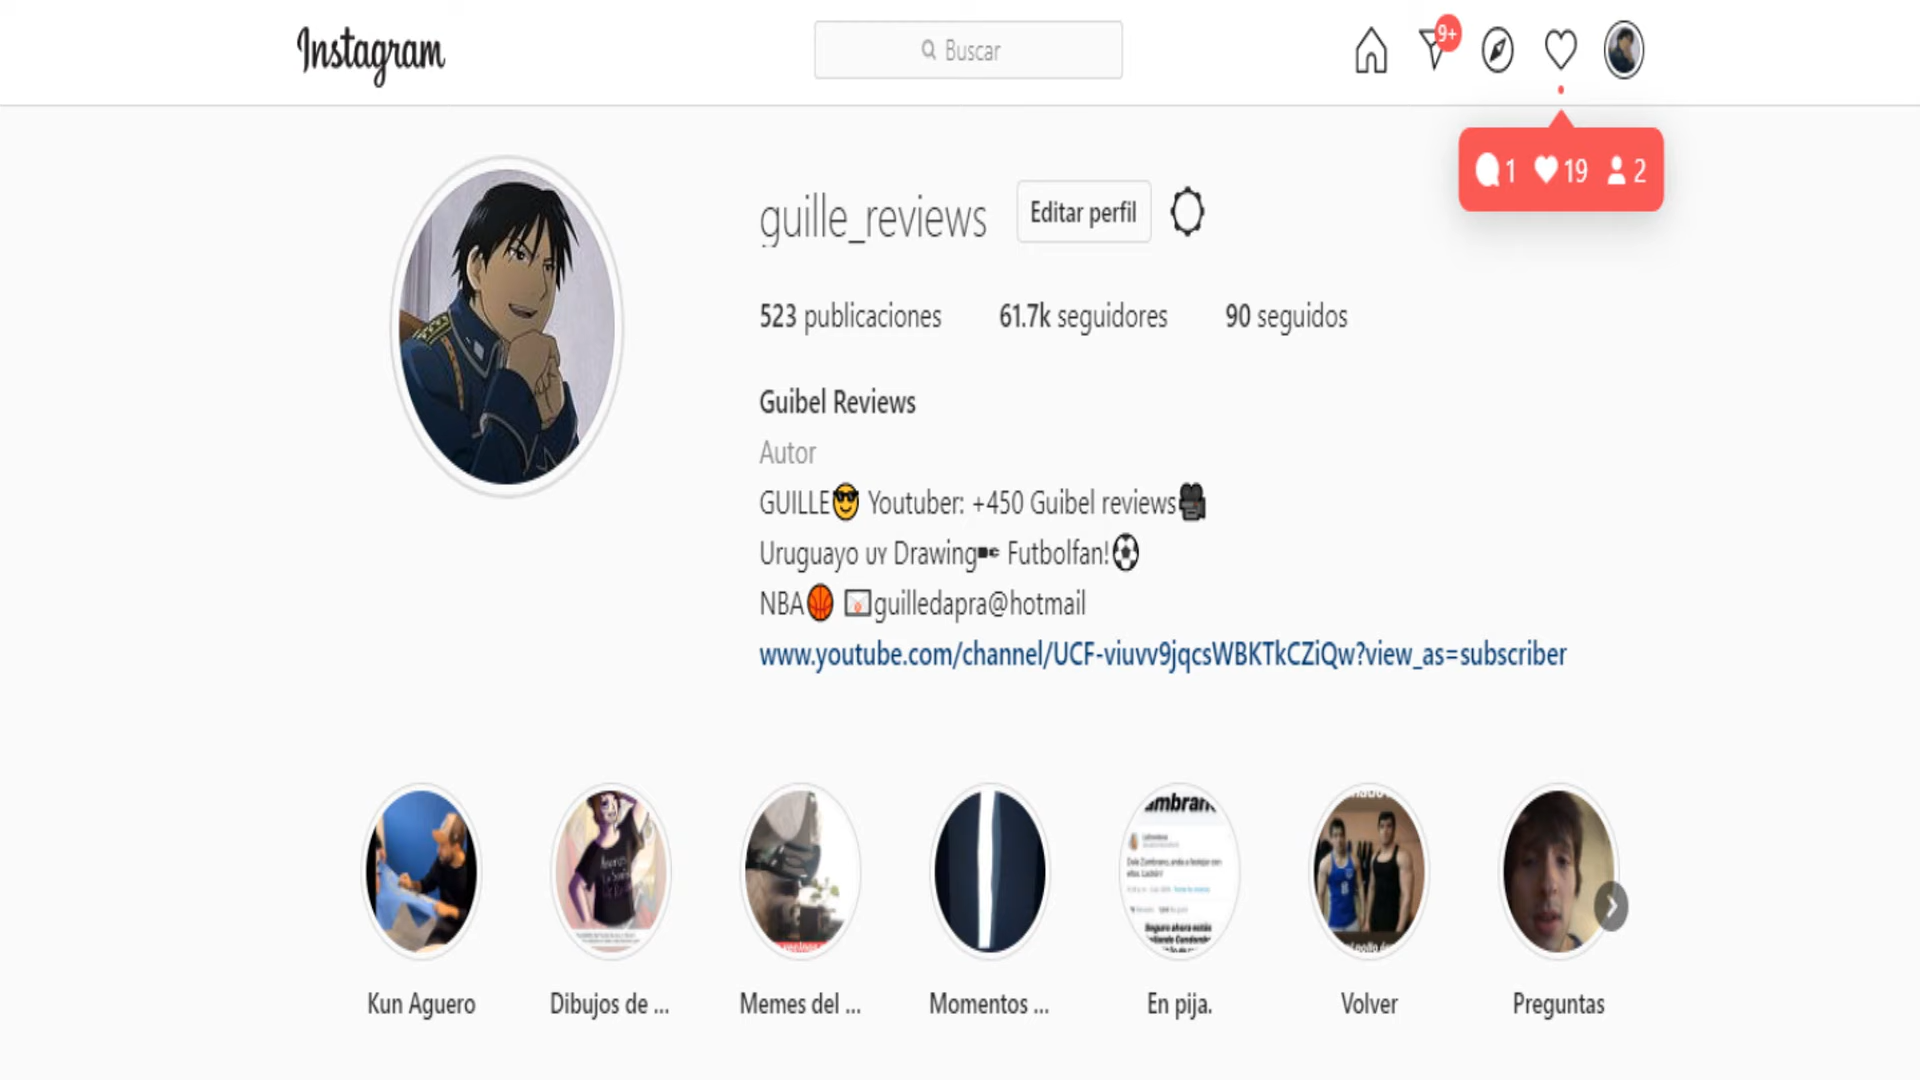 Instagram
Buscar
9+
1 19 2
guille_reviews Editar perfil
523 publicaciones 61.7k seguidores 90 seguidos
Guibel Reviews
Autor
GUILLE😎 Youtuber: +450 Guibel reviews🎥
Uruguayo UY Drawing Futbolfan!⚽
NBA🏀 💌guilledapra@hotmail
www.youtube.com/channel/UCF-viuvv9jqcsWBKTkCZiQw?view_as=subscriber
Kun Aguero Dibujos de ... Memes del ... Momentos ... En pija. Volver Preguntas